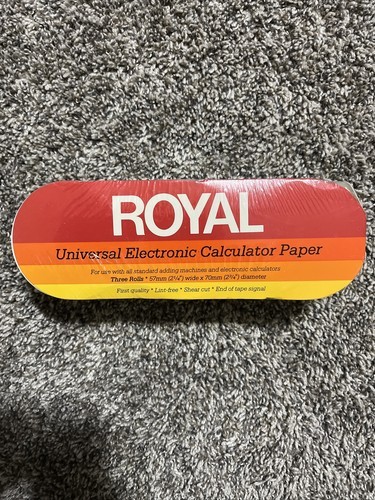 ROYAL
Universal Electronic Calculator Paper
For use with all standard adding machines and electronic calculators
Three Rolls * 57mm (2¼") wide x 70mm (2¾") diameter
First quality * Lint-free * Shear cut * End of tape signal